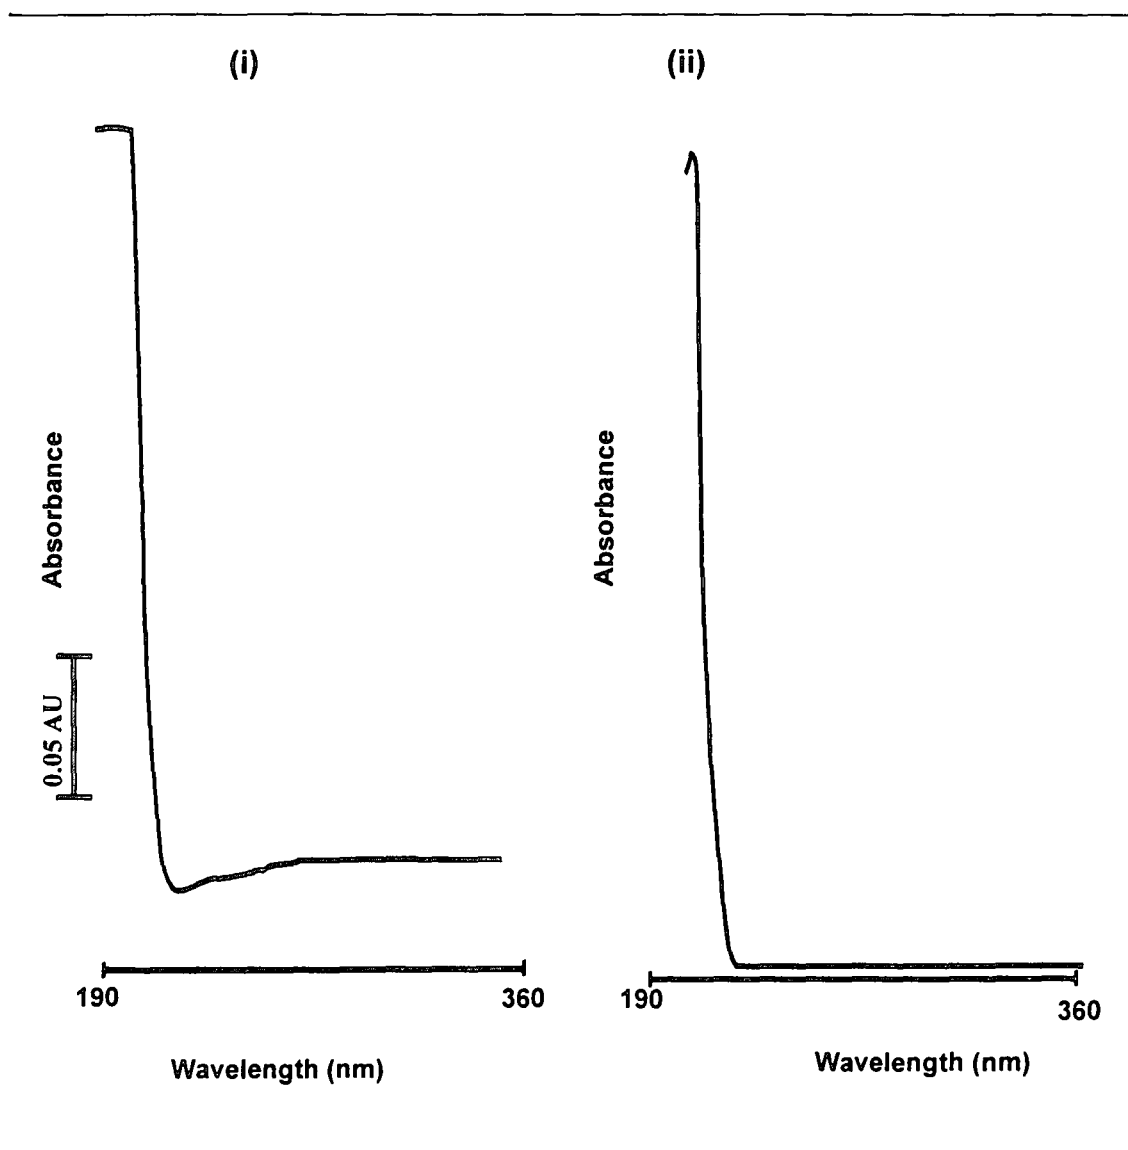 (i)
Absorbance
0.05 AU
190
360
Wavelength (nm)
(ii)
Absorbance
190
360
Wavelength (nm)